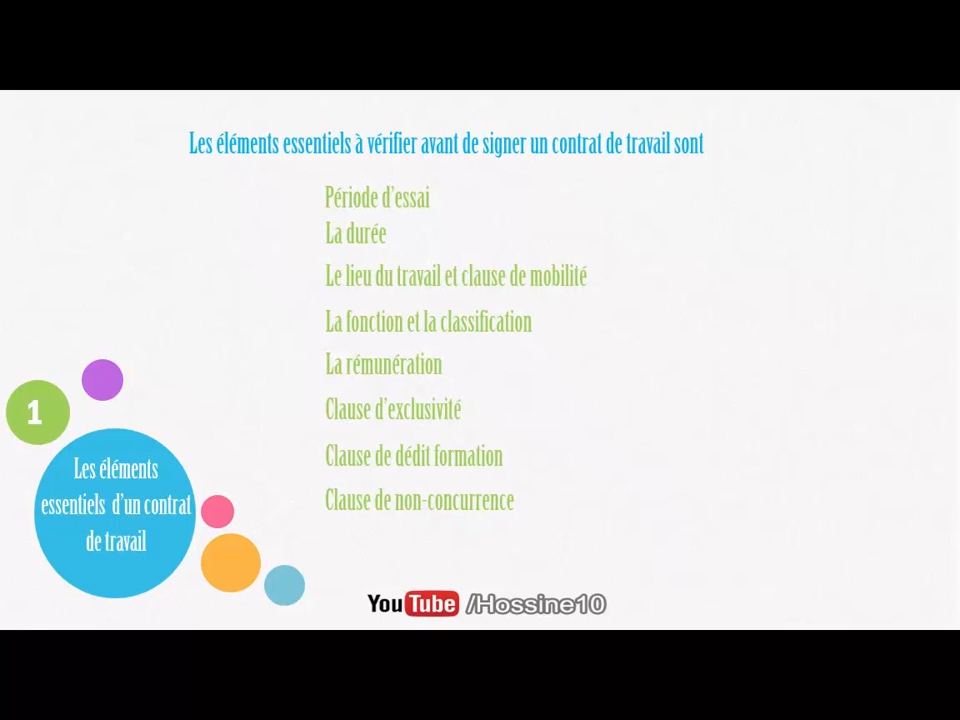 Les éléments essentiels à vérifier avant de signer un contrat de travail sont
Période d'essai
La durée
Le lieu du travail et clause de mobilité
La fonction et la classification
La rémunération
Clause d'exclusivité
Clause de dédit formation
Clause de non-concurrence
1
Les éléments
essentiels d'un contrat
de travail
YouTube /Hossine10